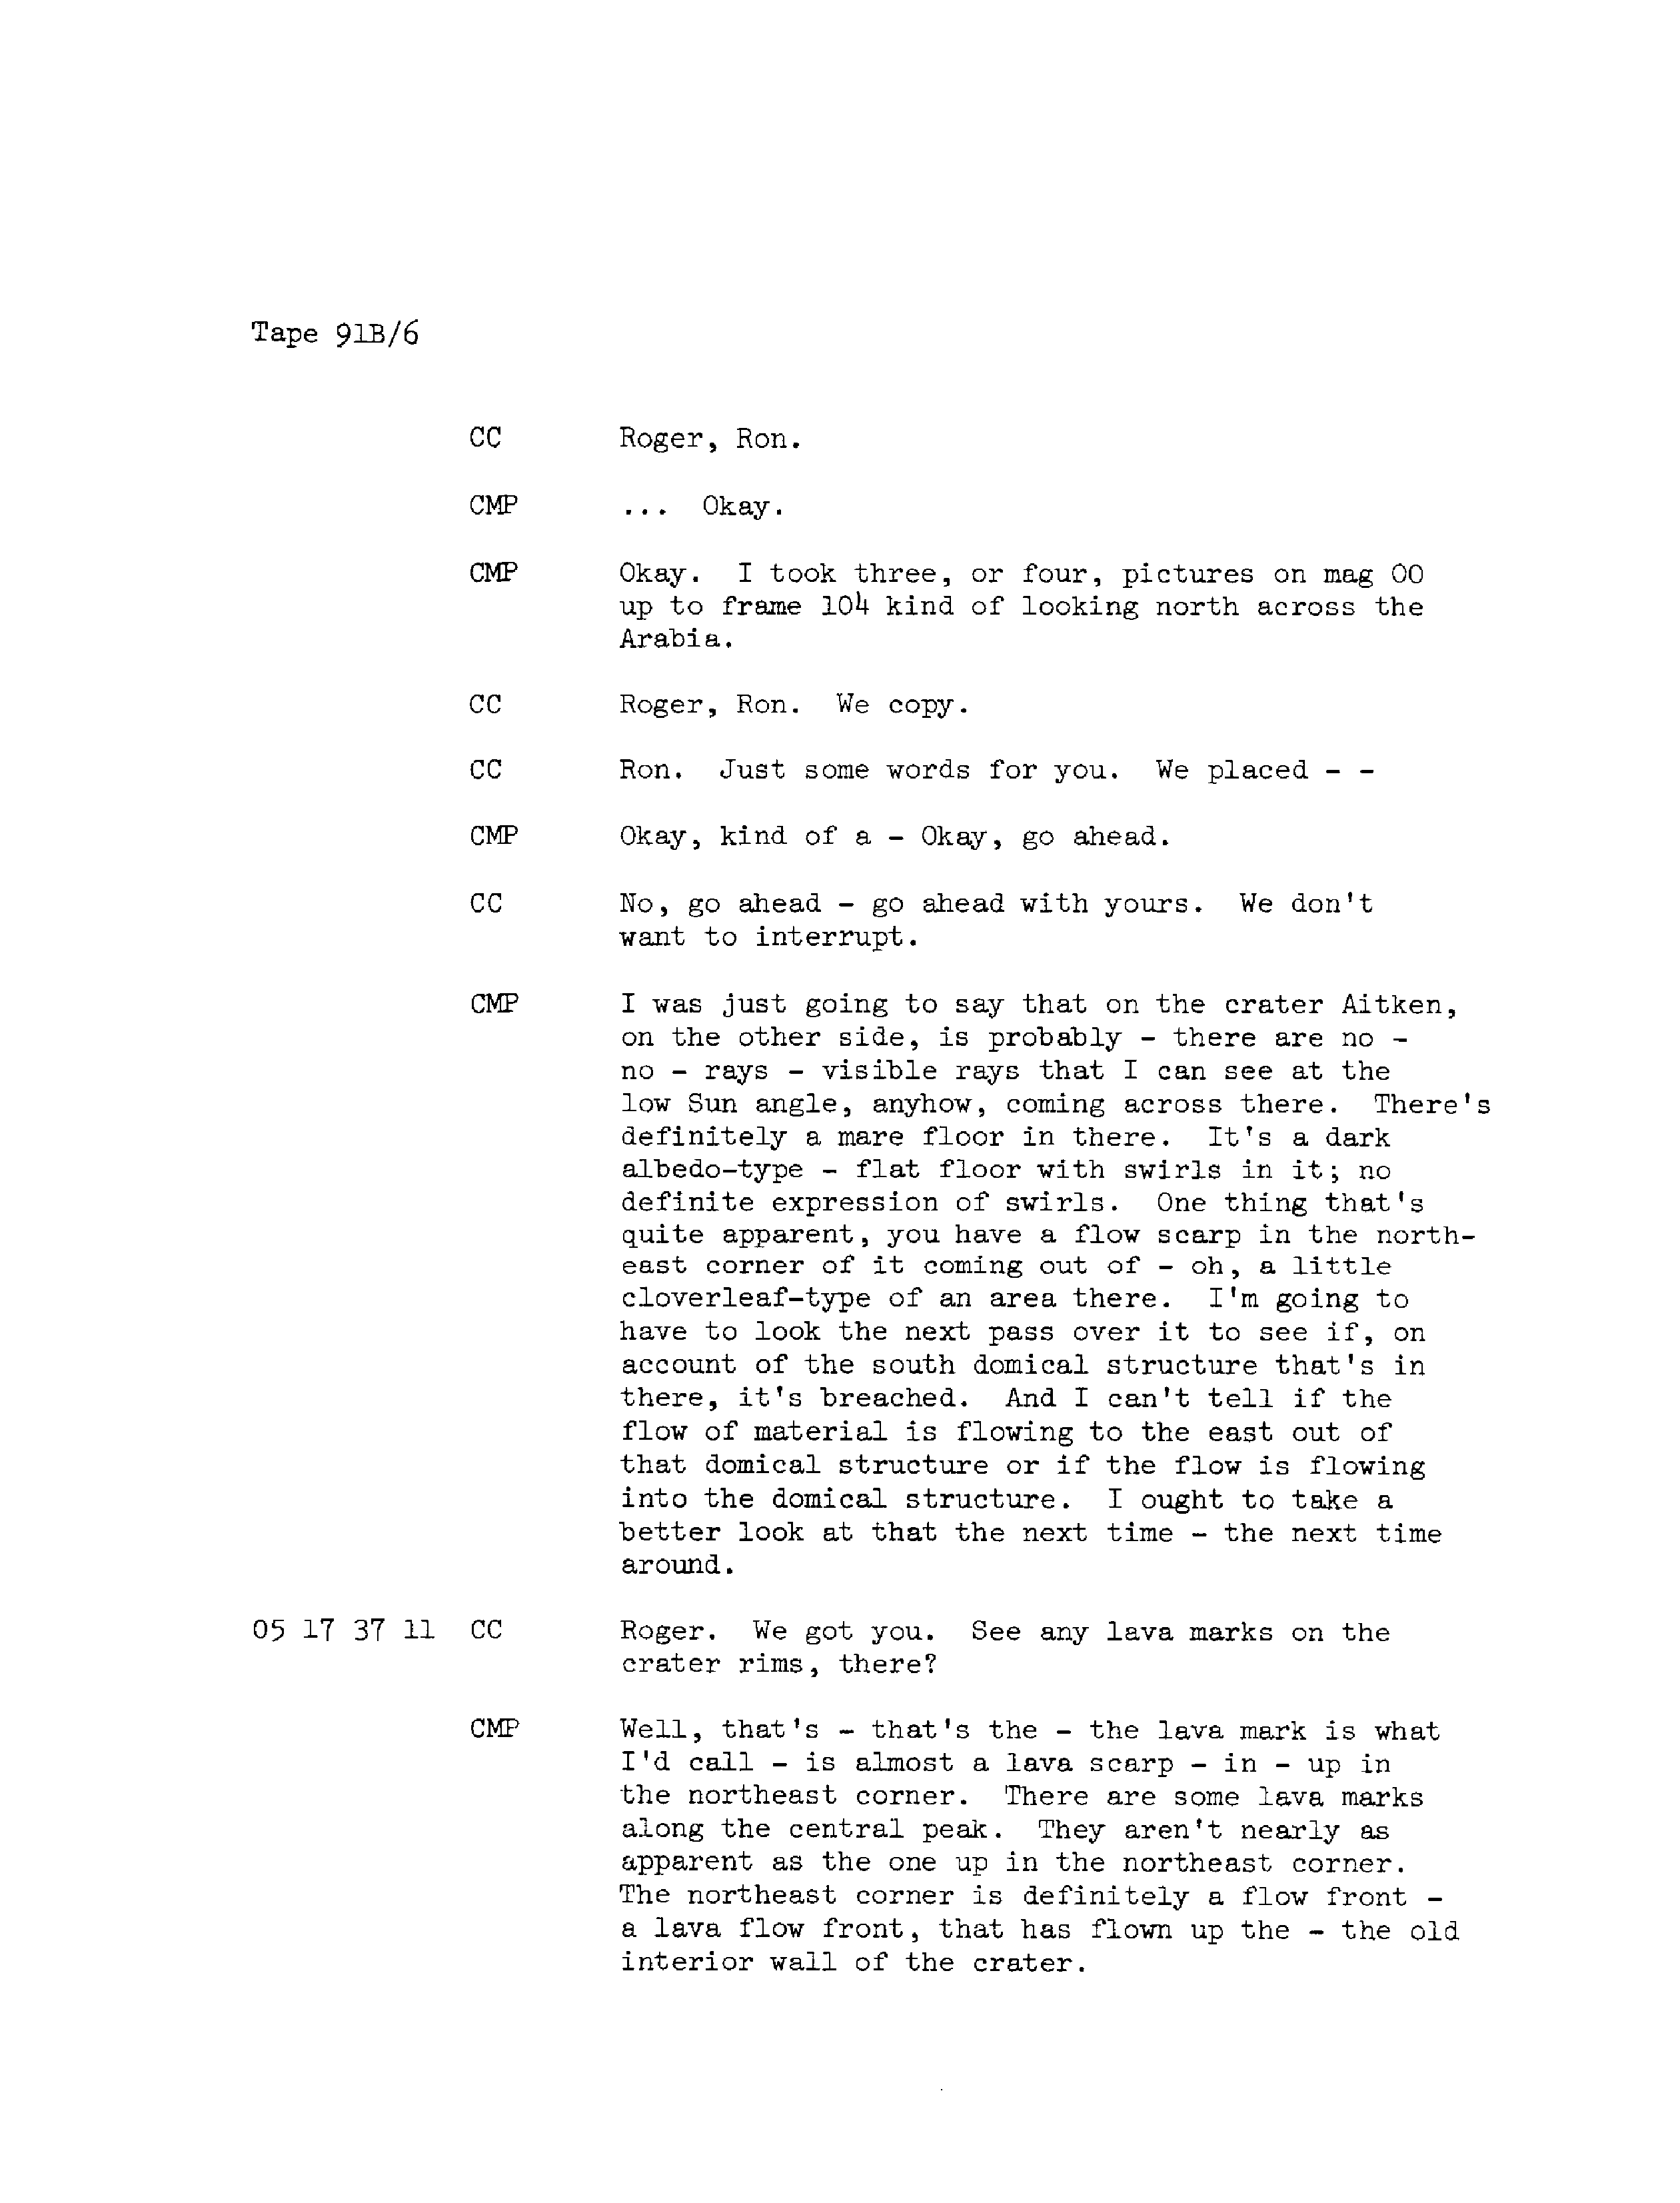 Tape 91B/6
CC Roger, Ron.
CMP ... Okay.
CMP Okay. I took three, or four, pictures on mag OO
up to frame 104 kind of looking north across the
Arabia.
CC Roger, Ron. We copy.
CC Ron. Just some words for you. We placed - -
CMP Okay, kind of a - Okay, go ahead.
CC No, go ahead - go ahead with yours. We don't
want to interrupt.
CMP I was just going to say that on the crater Aitken,
on the other side, is probably - there are no -
no - rays - visible rays that I can see at the
low Sun angle, anyhow, coming across there. There's
definitely a mare floor in there. It's a dark
albedo-type - flat floor with swirls in it; no
definite expression of swirls. One thing that's
quite apparent, you have a flow scarp in the north-
east corner of it coming out of - oh, a little
cloverleaf-type of an area there. I'm going to
have to look the next pass over it to see if, on
account of the south domical structure that's in
there, it's breached. And I can't tell if the
flow of material is flowing to the east out of
that domical structure or if the flow is flowing
into the domical structure. I ought to take a
better look at that the next time - the next time
around.
05 17 37 11 CC Roger. We got you. See any lava marks on the
crater rims, there?
CMP Well, that's - that's the - the lava mark is what
I'd call - is almost a lava scarp - in - up in
the northeast corner. There are some lava marks
along the central peak. They aren't nearly as
apparent as the one up in the northeast corner.
The northeast corner is definitely a flow front -
a lava flow front, that has flown up the - the old
interior wall of the crater.